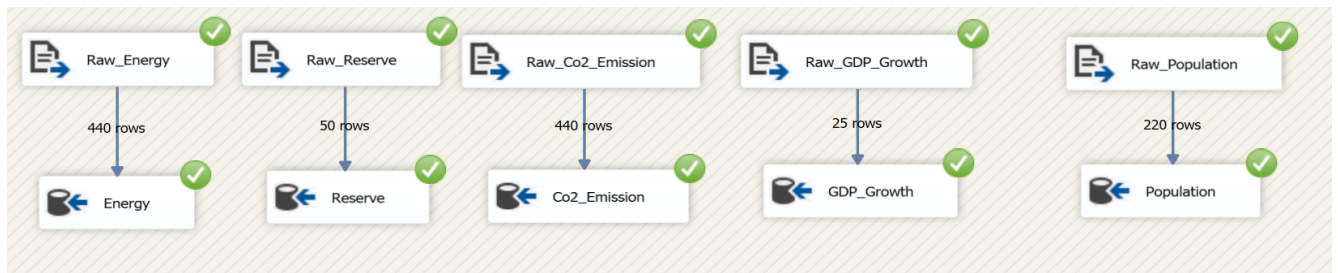 Raw_Energy
Raw_Reserve
Raw_Co2_Emission
Raw_GDP_Growth
Raw_Population
440 rows
50 rows
440 rows
25 rows
220 rows
Energy
Reserve
Co2_Emission
GDP_Growth
Population